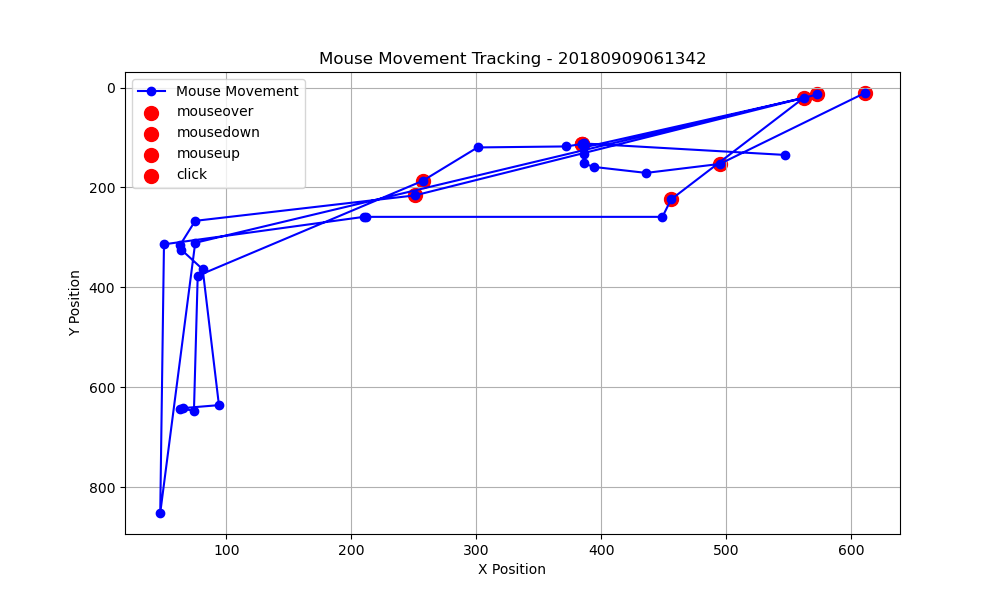 Mouse Movement Tracking - 20180909061342
Mouse Movement
mouseover
mousedown
mouseup
click
0
200
400
600
800
Y Position
100
200
300
400
500
600
X Position